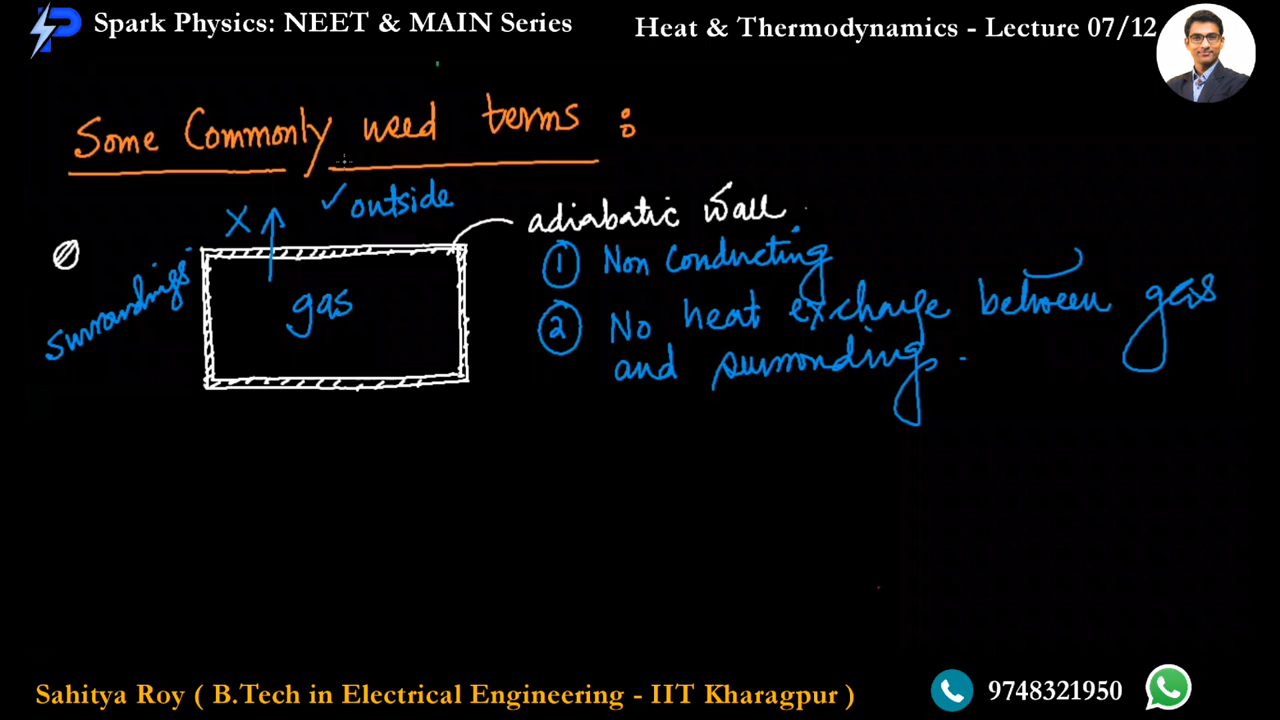 Spark Physics: NEET & MAIN Series
Heat & Thermodynamics - Lecture 07/12
Some Commonly used terms :
X ✓outside
adiabatic wall
surroundings
gas
① Non Conducting
② No heat exchange between gas
and surronding.
Sahitya Roy ( B.Tech in Electrical Engineering - IIT Kharagpur )
9748321950